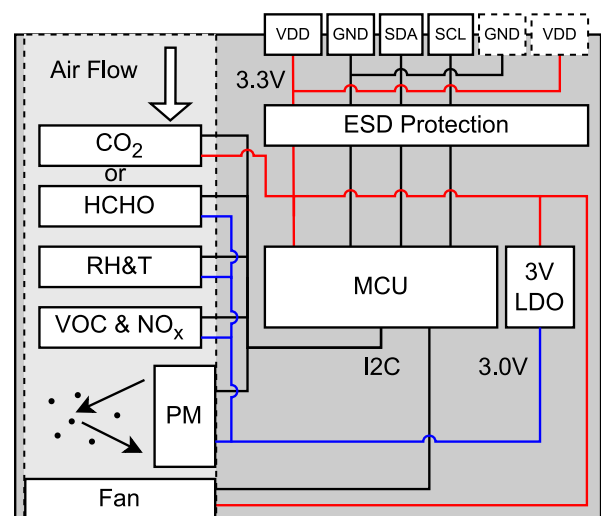 VDD GND SDA SCL GND VDD
Air Flow
3.3V
ESD Protection
CO₂
or
HCHO
RH&T
MCU
3V
LDO
VOC & NOₓ
I2C
3.0V
PM
Fan